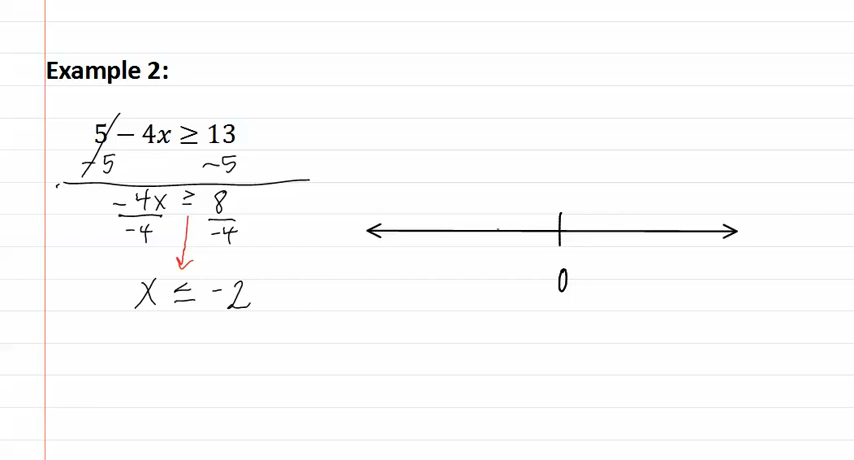 Example 2:
5 − 4x ≥ 13
−5 −5
−4x ≥ 8
−4 −4
x ≤ −2
0